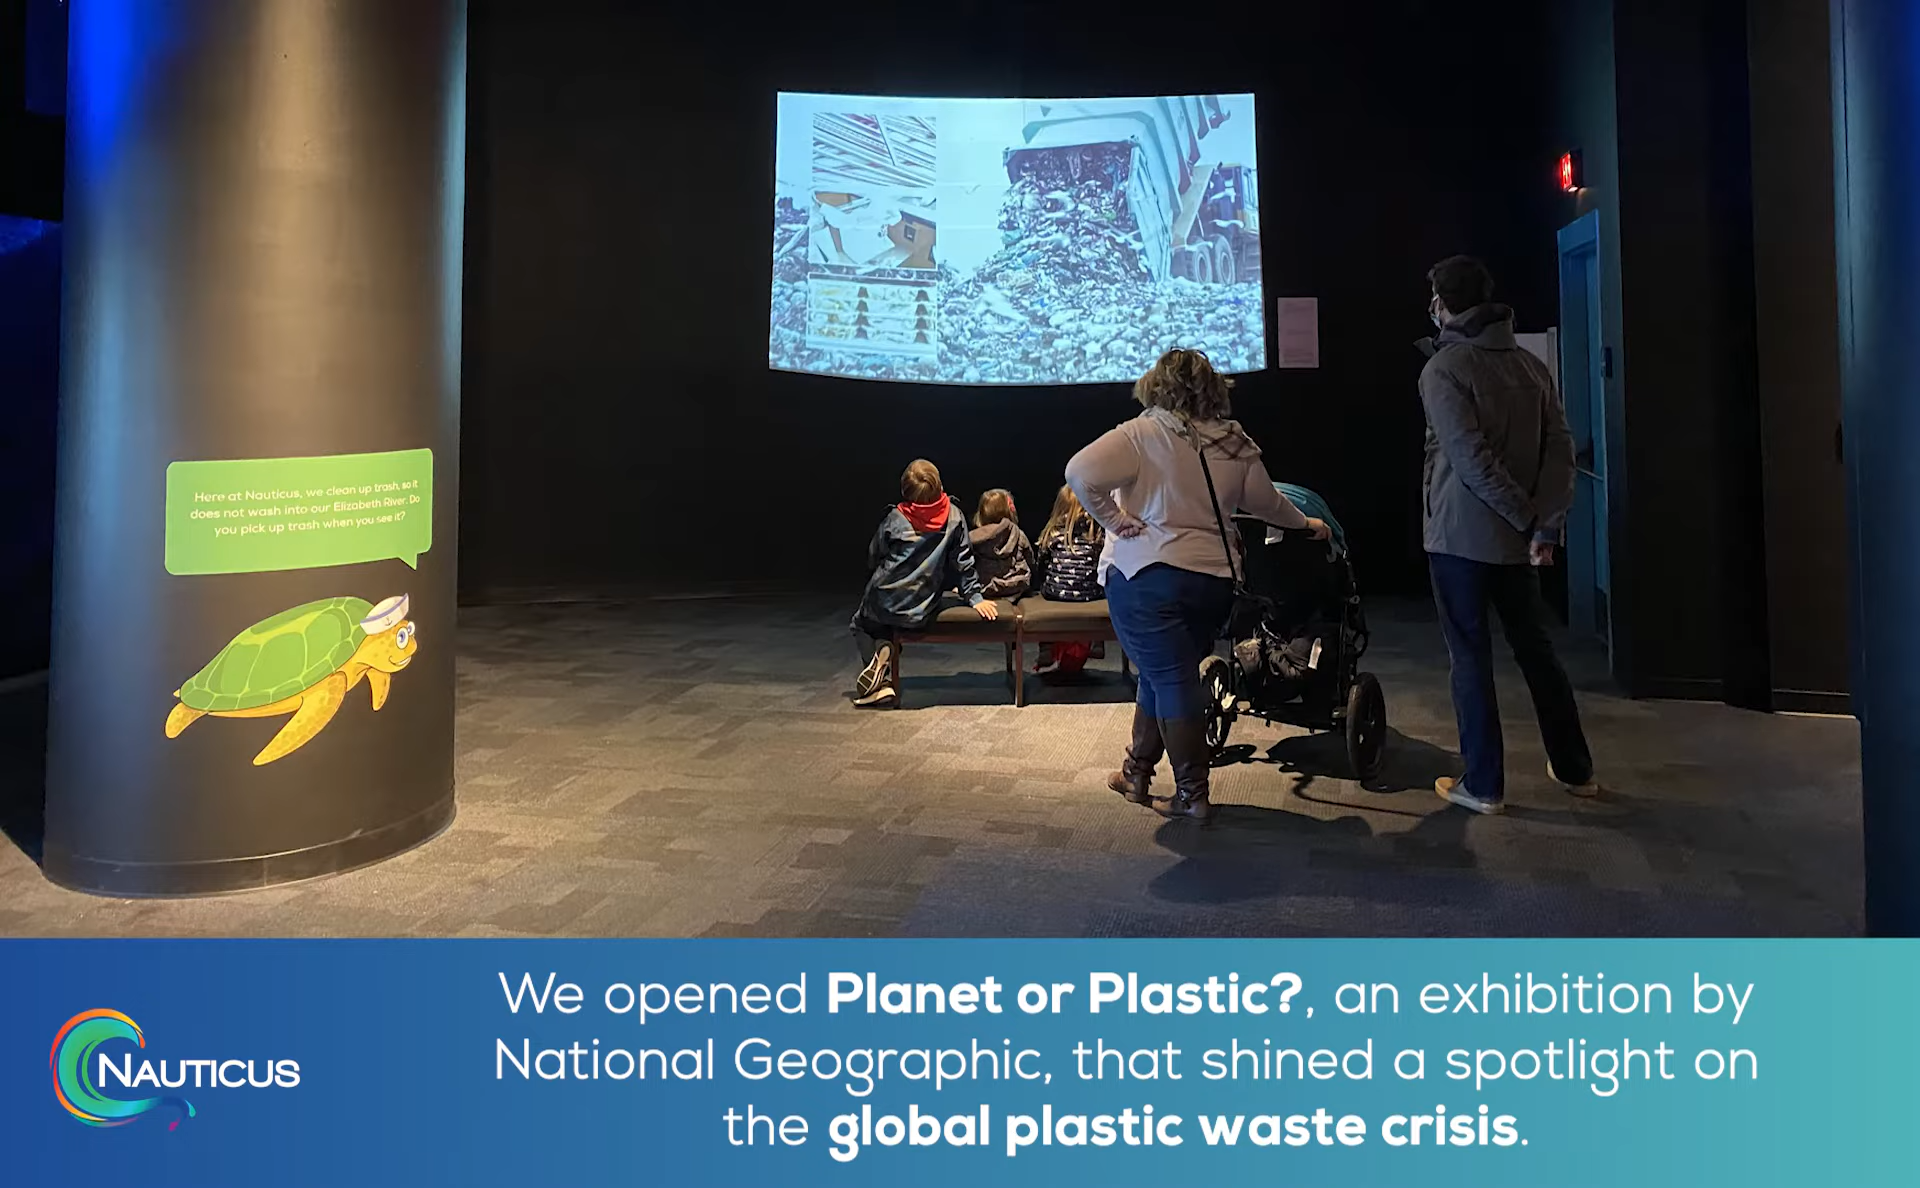 Here at Nauticus, we clean up trash, so it
does not wash into our Elizabeth River. Do
you pick up trash when you see it?
NAUTICUS
We opened Planet or Plastic?, an exhibition by
National Geographic, that shined a spotlight on
the global plastic waste crisis.